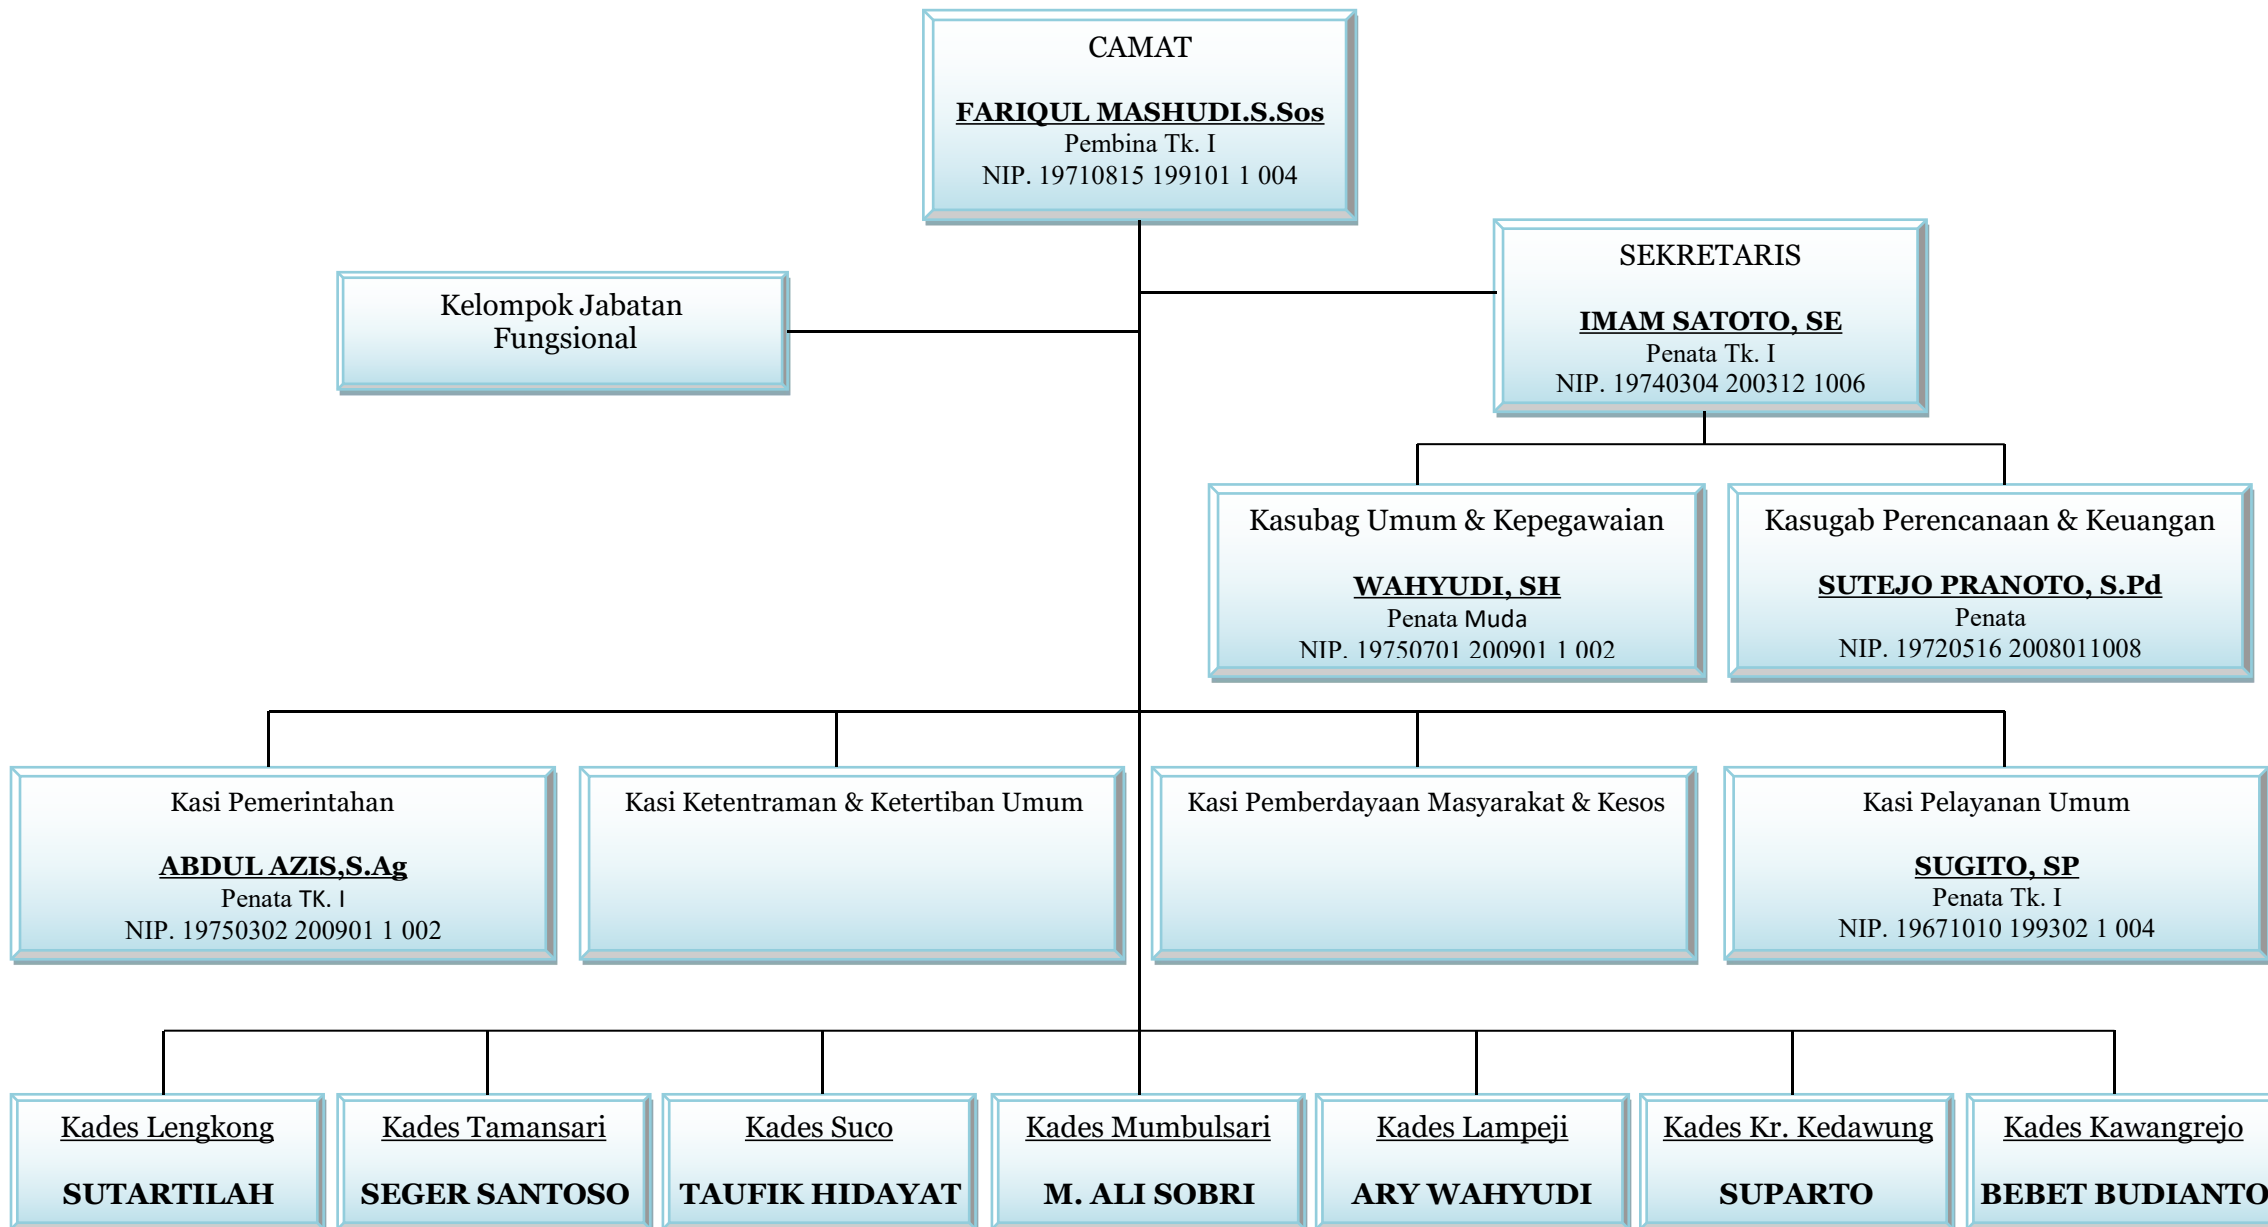 CAMAT
FARIQUL MASHUDI.S.Sos
Pembina Tk. I
NIP. 19710815 199101 1 004
SEKRETARIS
IMAM SATOTO, SE
Penata Tk. I
NIP. 19740304 200312 1006
Kelompok Jabatan
Fungsional
Kasubag Umum & Kepegawaian
WAHYUDI, SH
Penata Muda
NIP. 19750701 200901 1 002
Kasugab Perencanaan & Keuangan
SUTEJO PRANOTO, S.Pd
Penata
NIP. 19720516 2008011008
Kasi Pemerintahan
ABDUL AZIS,S.Ag
Penata TK. I
NIP. 19750302 200901 1 002
Kasi Ketentraman & Ketertiban Umum
Kasi Pemberdayaan Masyarakat & Kesos
Kasi Pelayanan Umum
SUGITO, SP
Penata Tk. I
NIP. 19671010 199302 1 004
Kades Lengkong
SUTARTILAH
Kades Tamansari
SEGER SANTOSO
Kades Suco
TAUFIK HIDAYAT
Kades Mumbulsari
M. ALI SOBRI
Kades Lampeji
ARY WAHYUDI
Kades Kr. Kedawung
SUPARTO
Kades Kawangrejo
BEBET BUDIANTO